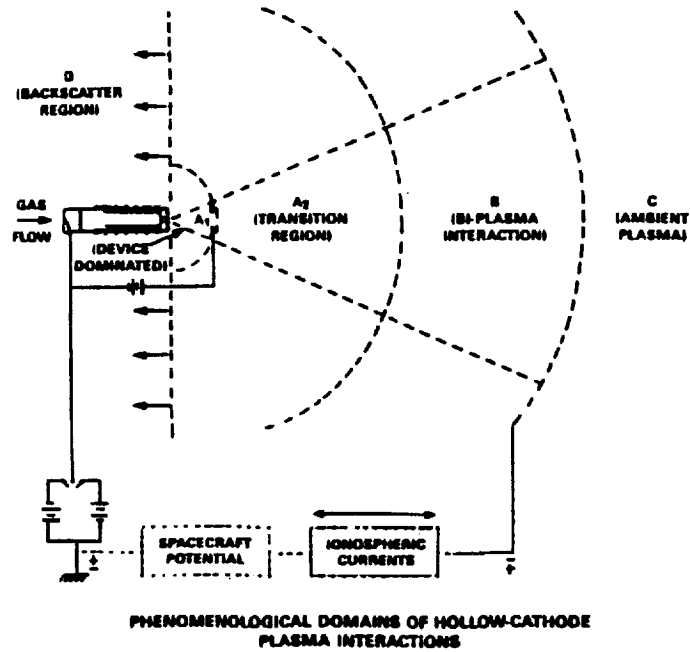 D
(BACKSCATTER
REGION)
GAS
FLOW
A1
(DEVICE
DOMINATED)
A2
(TRANSITION
REGION)
B
(BI-PLASMA
INTERACTION)
C
(AMBIENT
PLASMA)
SPACECRAFT
POTENTIAL
IONOSPHERIC
CURRENTS
±
∓
PHENOMENOLOGICAL DOMAINS OF HOLLOW-CATHODE
PLASMA INTERACTIONS